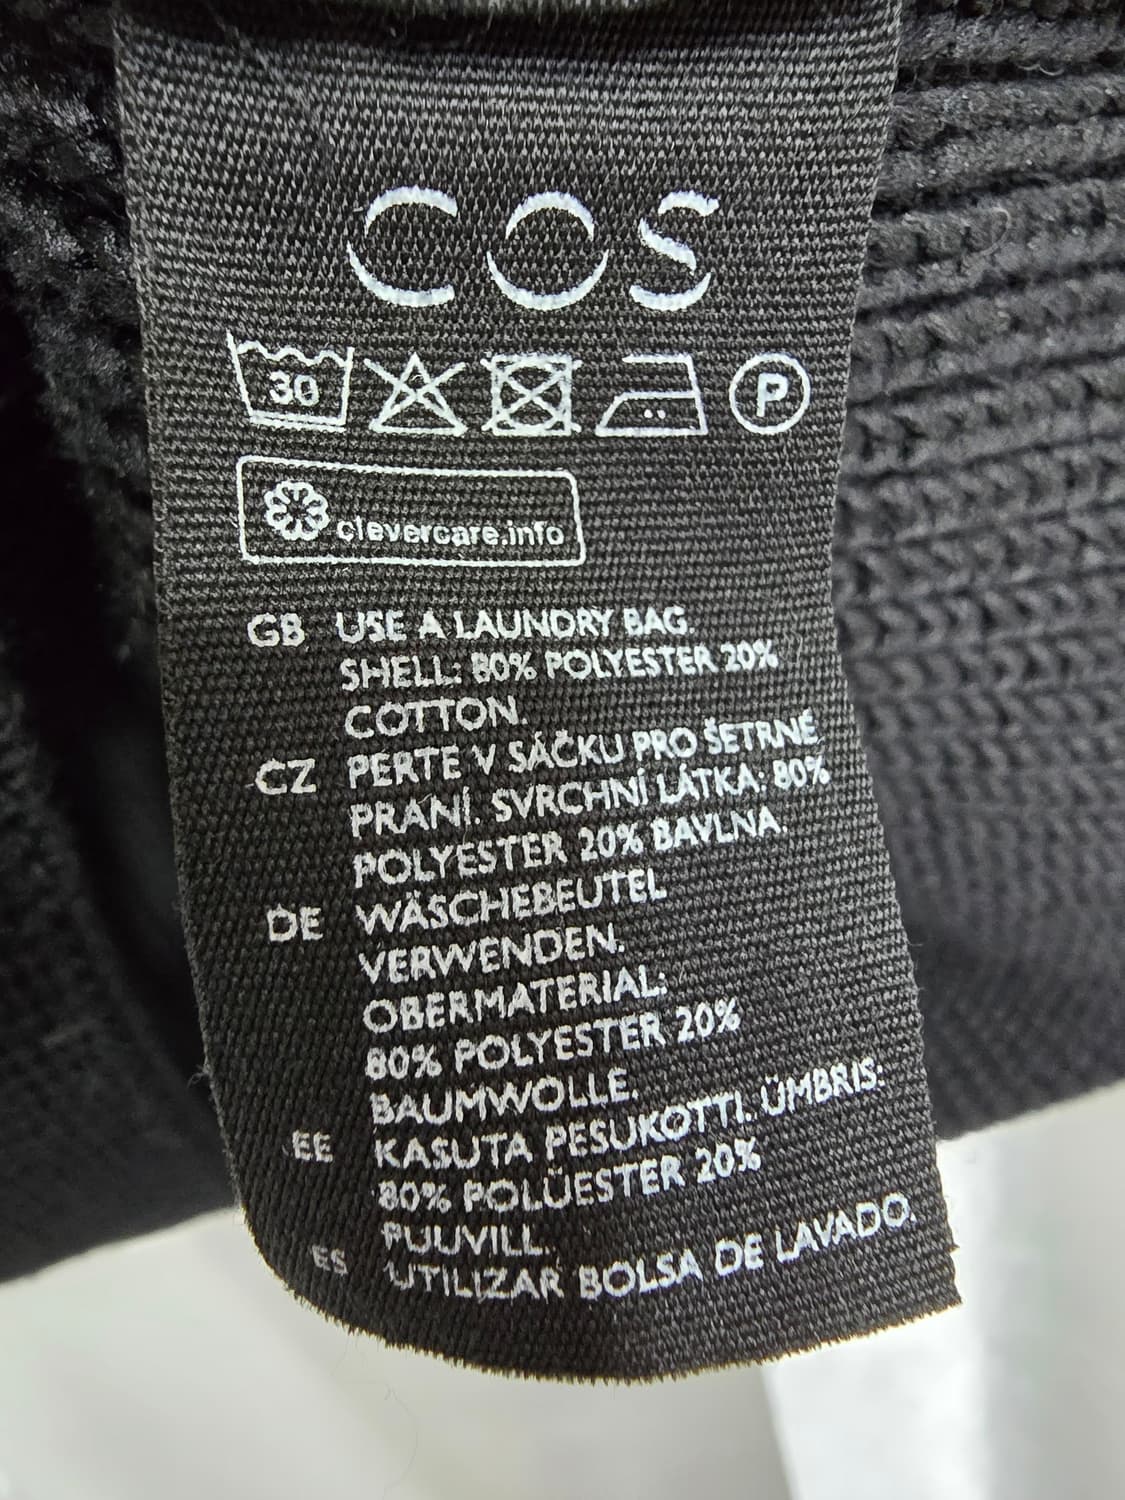 COS
30
P
clevercare.info
GB USE A LAUNDRY BAG.
SHELL: 80% POLYESTER 20%
COTTON.
CZ PERTE V SÁČKU PRO ŠETRNÉ
PRANÍ. SVRCHNÍ LÁTKA: 80%
POLYESTER 20% BAVLNA.
DE WÄSCHEBEUTEL
VERWENDEN.
OBERMATERIAL:
80% POLYESTER 20%
BAUMWOLLE.
EE KASUTA PESUKOTTI. ÜMBRIS:
80% POLÜESTER 20%
PUUVILL.
ES UTILIZAR BOLSA DE LAVADO.